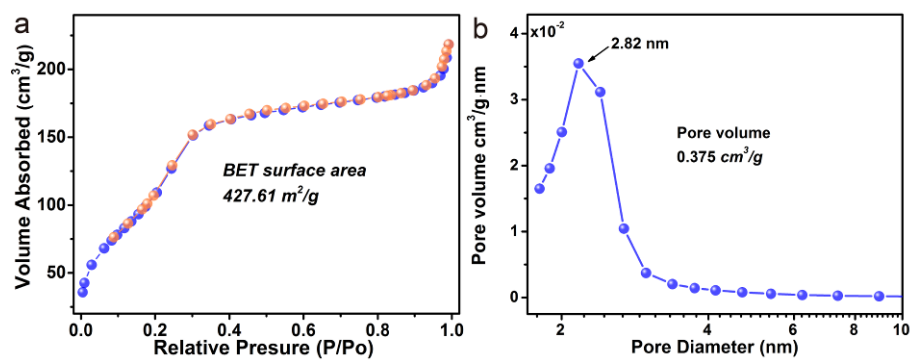 a
Volume Absorbed (cm³/g)
200
150
100
50
0.0 0.2 0.4 0.6 0.8 1.0
Relative Presure (P/Po)
BET surface area
427.61 m²/g
b
Pore volume cm³/g·nm
x10⁻²
4
2
0
2 4 6 8 10
Pore Diameter (nm)
2.82 nm
Pore volume
0.375 cm³/g